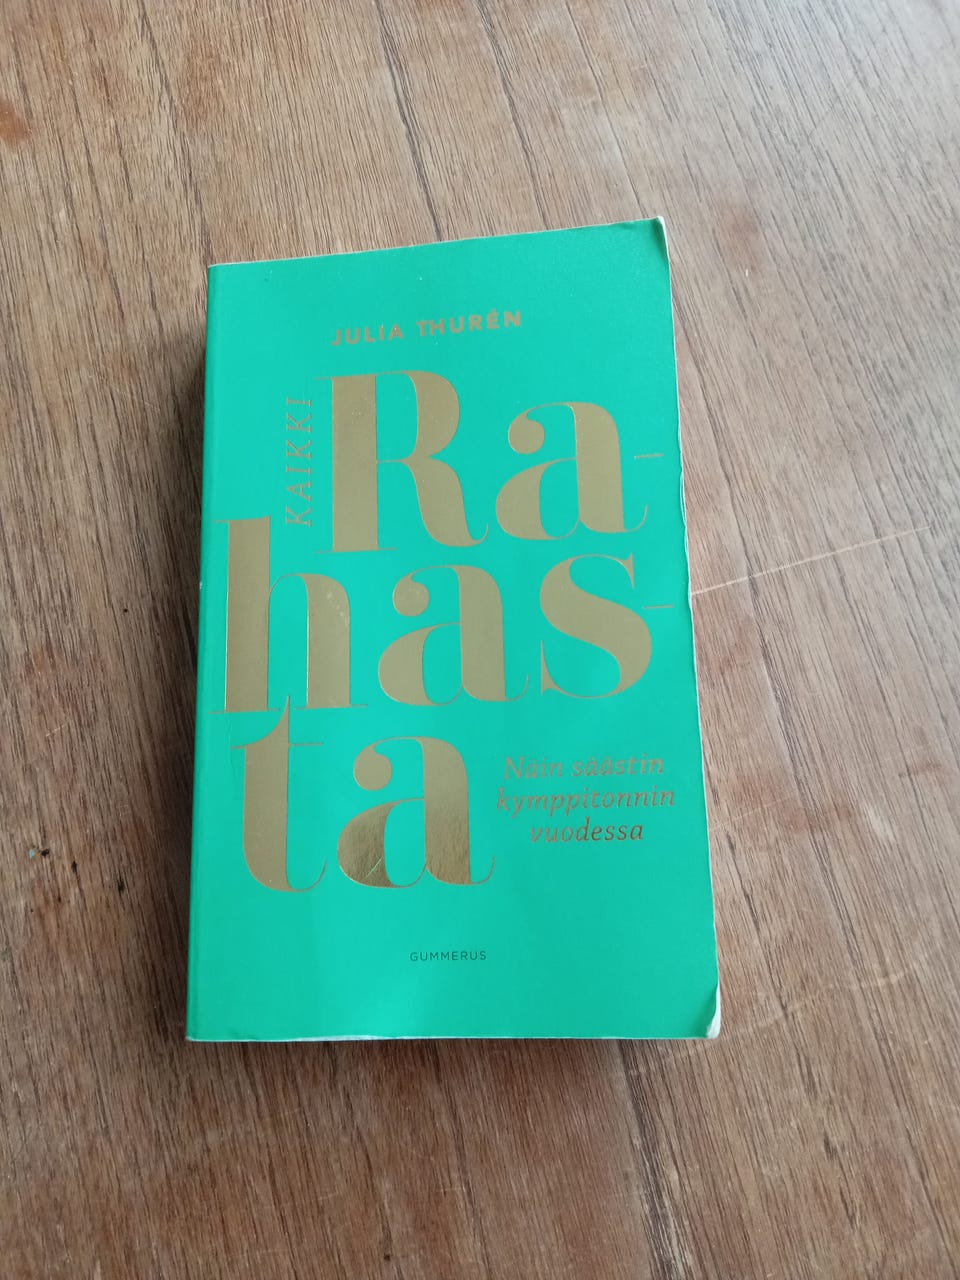 JULIA THURÉN
KAIKKI
Ra-
has-
ta
Näin säästin
kymppitonnin
vuodessa
GUMMERUS